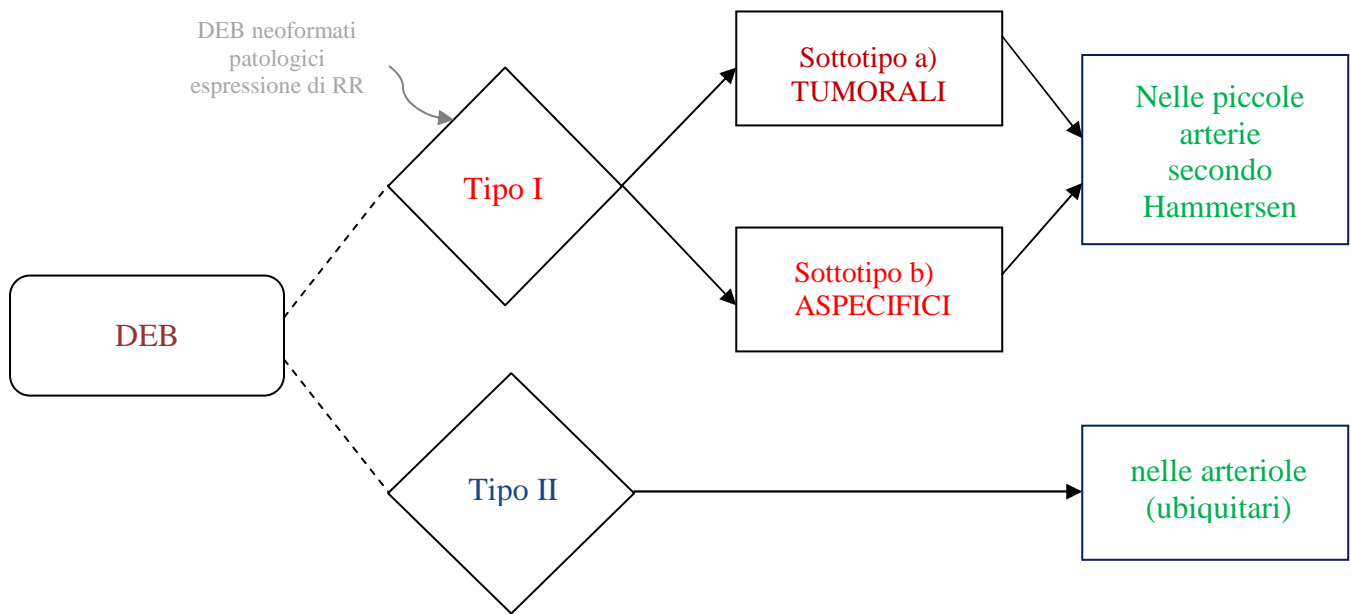 DEB neoformati
patologici
espressione di RR
Sottotipo a)
TUMORALI
Nelle piccole
arterie
secondo
Hammersen
Tipo I
Sottotipo b)
ASPECIFICI
DEB
Tipo II
nelle arteriole
(ubiquitari)